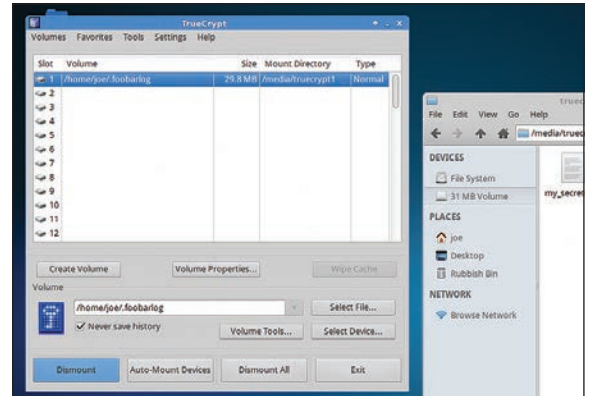 TrueCrypt
Volumes Favorites Tools Settings Help
Slot Volume Size Mount Directory Type
1 /home/joe/.foobarlog 29.8 MB /media/truecrypt1 Normal
2
3
4
5
6
7
8
9
10
11
12
Create Volume Volume Properties... Wipe Cache
Volume
/home/joe/.foobarlog Select File...
Never save history Volume Tools... Select Device...
Dismount Auto-Mount Devices Dismount All Exit
truec
File Edit View Go Help
/media/truec
DEVICES
File System
31 MB Volume
PLACES
joe
Desktop
Rubbish Bin
NETWORK
Browse Network
my_secre